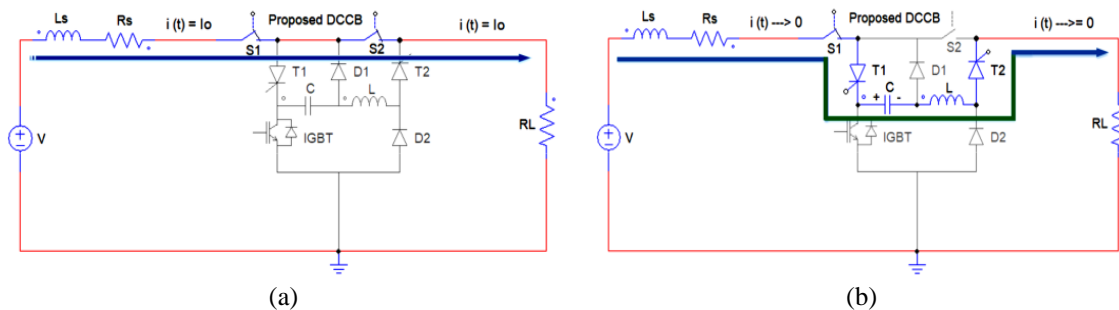 Ls
Rs
i (t) = Io
Proposed DCCB
i (t) = Io
S1
S2
T1
D1
T2
C
L
IGBT
D2
V
RL
(a)
Ls
Rs
i (t) ---> 0
Proposed DCCB
i (t) --->= 0
S1
S2
T1
D1
T2
+ C -
L
IGBT
D2
V
RL
(b)